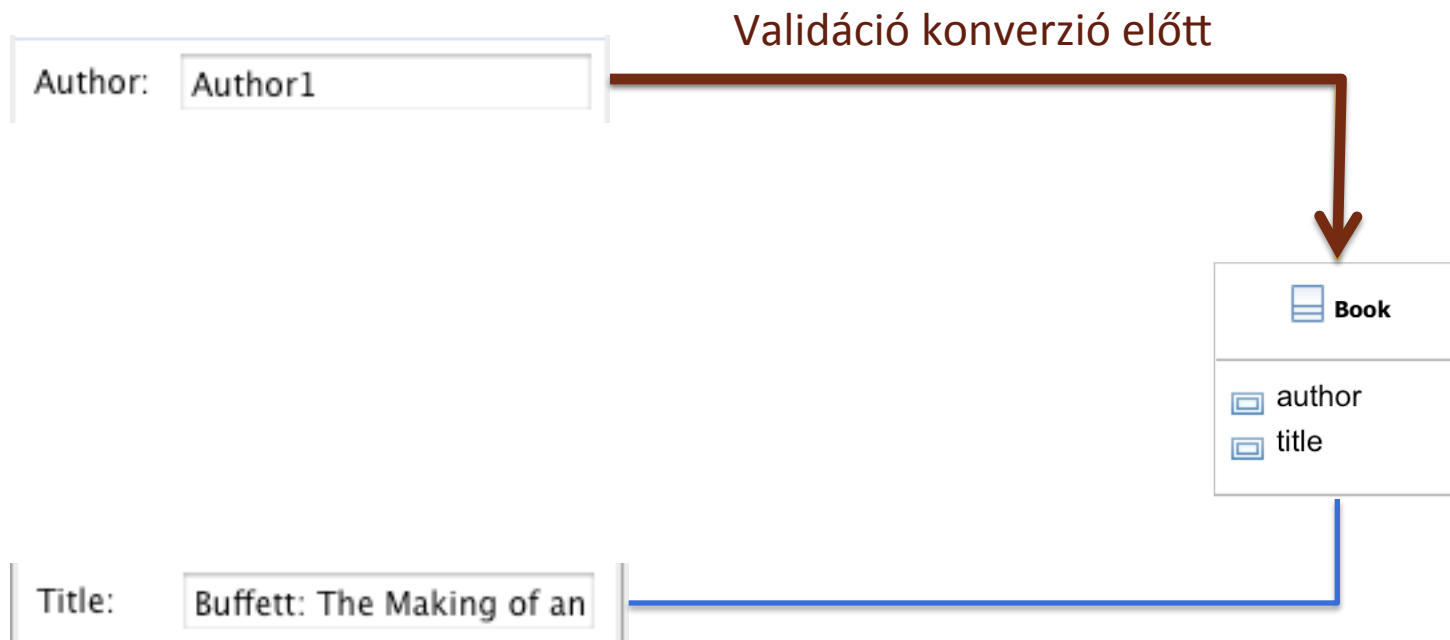 Validáció konverzió előtt
Author: Author1
Book
author
title
Title: Buffett: The Making of an